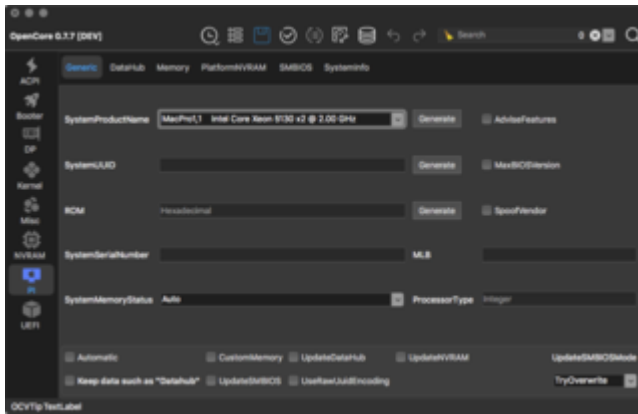 OpenCore 0.7.7 [DEV]
Search
0
ACPI
Booter
DP
Kernel
Misc
NVRAM
PI
UEFI
Generic DataHub Memory PlatformNVRAM SMBIOS SystemInfo
SystemProductName MacPro1,1 Intel Core Xeon 5130 x2 @ 2.00 GHz Generate AdviseFeatures
SystemUUID Generate MaxBIOSVersion
ROM Hexadecimal Generate SpoofVendor
SystemSerialNumber MLB
SystemMemoryStatus Auto ProcessorType Integer
Automatic CustomMemory UpdateDataHub UpdateNVRAM UpdateSMBIOSMode
Keep data such as "Datahub" UpdateSMBIOS UseRawUuidEncoding TryOverwrite
OCVTip TextLabel